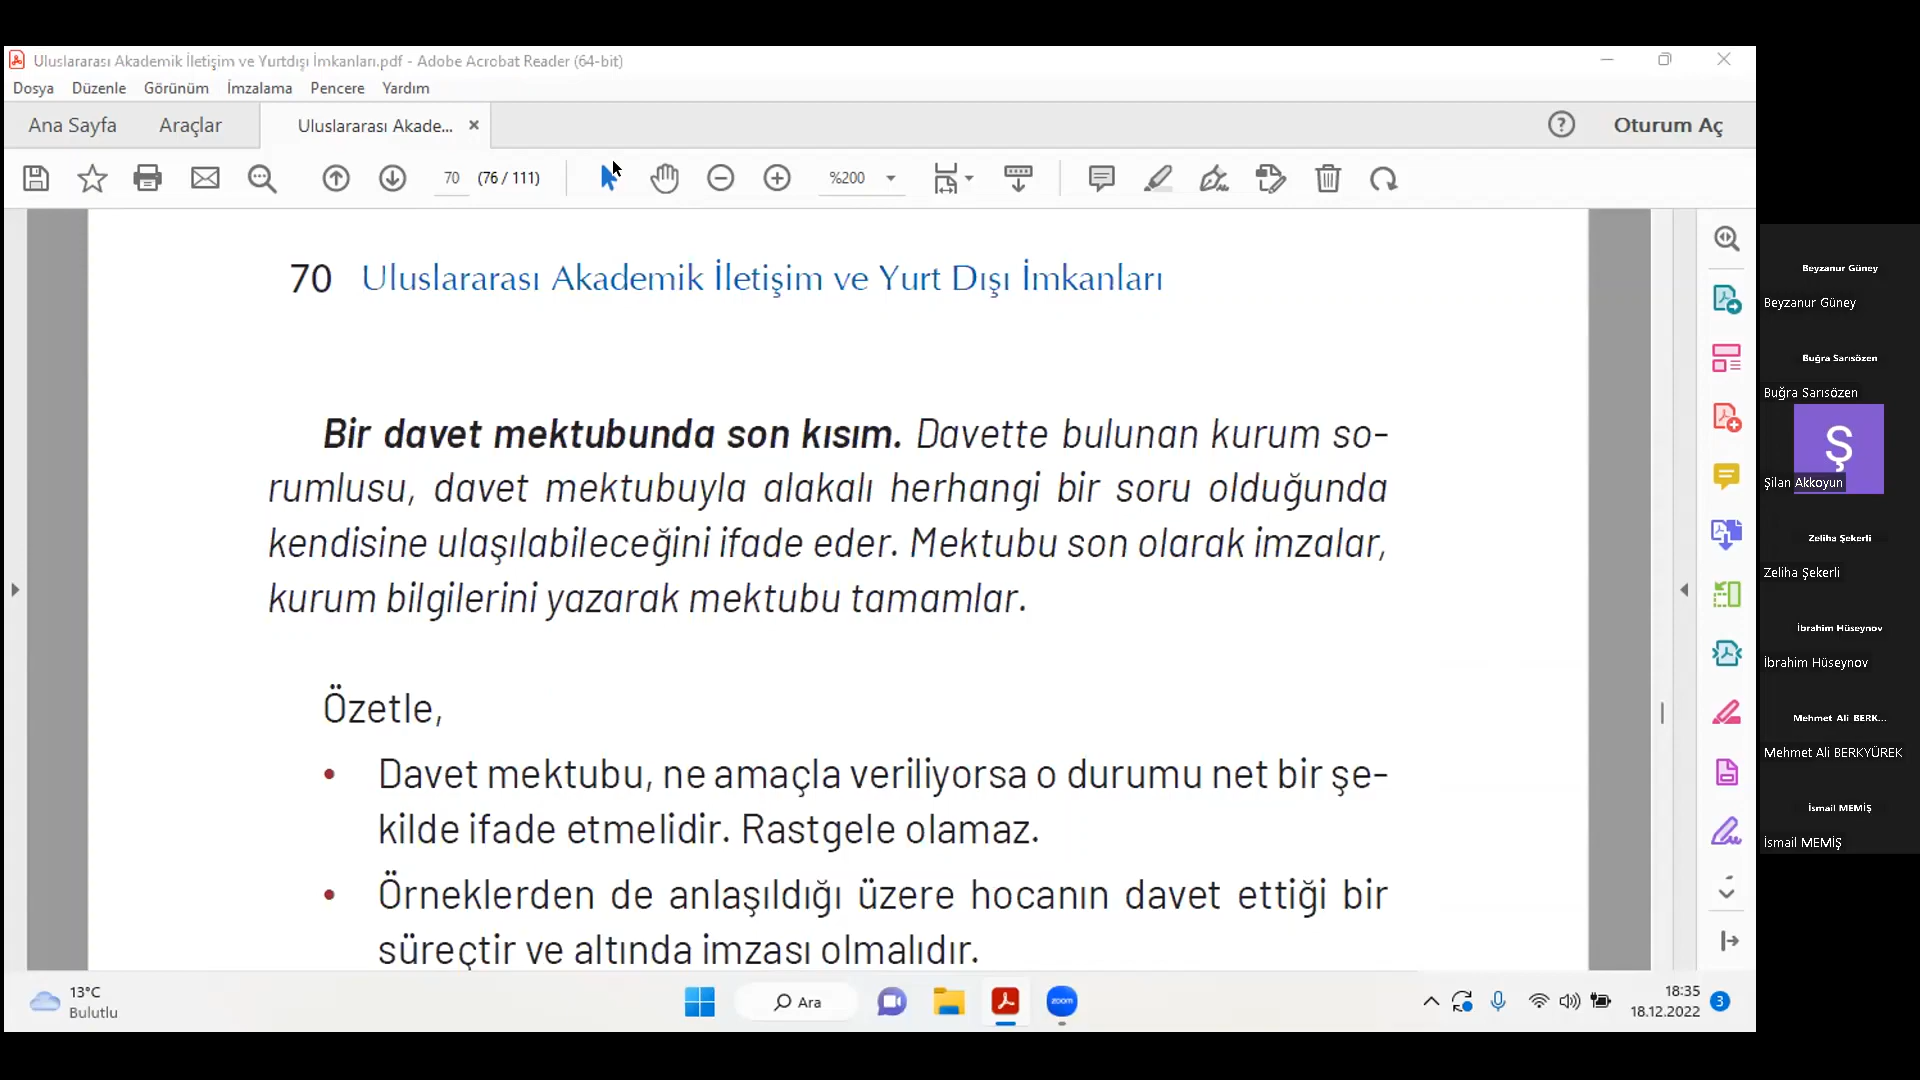 Uluslararası Akademik İletişim ve Yurtdışı İmkanları.pdf - Adobe Acrobat Reader (64-bit)
Dosya Düzenle Görünüm İmzalama Pencere Yardım
Ana Sayfa Araçlar Uluslararası Akade... Oturum Aç
70 (76 / 111) %200
70 Uluslararası Akademik İletişim ve Yurt Dışı İmkanları
Bir davet mektubunda son kısım. Davette bulunan kurum so-
rumlusu, davet mektubuyla alakalı herhangi bir soru olduğunda
kendisine ulaşılabileceğini ifade eder. Mektubu son olarak imzalar,
kurum bilgilerini yazarak mektubu tamamlar.
Özetle,
• Davet mektubu, ne amaçla veriliyorsa o durumu net bir şe-
kilde ifade etmelidir. Rastgele olamaz.
• Örneklerden de anlaşıldığı üzere hocanın davet ettiği bir
süreçtir ve altında imzası olmalıdır.
Beyzanur Güney
Beyzanur Güney
Buğra Sarısözen
Buğra Sarısözen
Ş
Şilan Akkoyun
Zeliha Şekerli
Zeliha Şekerli
İbrahim Hüseynov
İbrahim Hüseynov
Mehmet Ali BERK...
Mehmet Ali BERKYÜREK
İsmail MEMİŞ
İsmail MEMİŞ
13°C
Bulutlu
Ara
zoom
18:35
18.12.2022
3